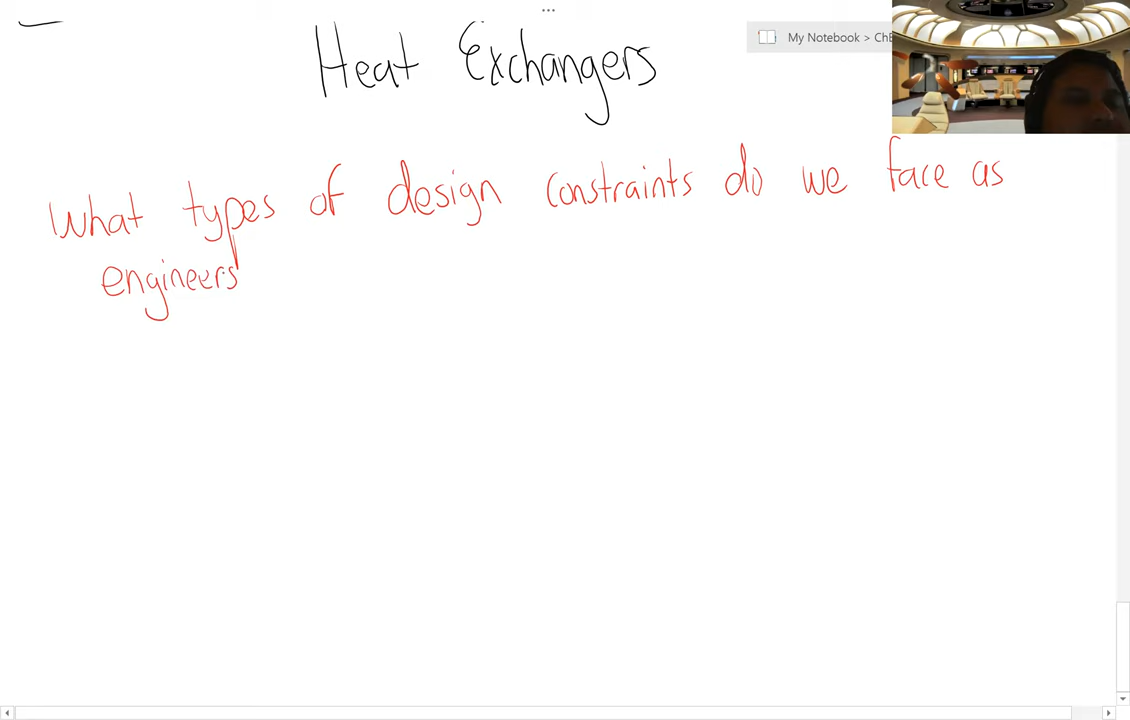 ...
Heat Exchangers
My Notebook > ChE
What types of design constraints do we face as
engineers